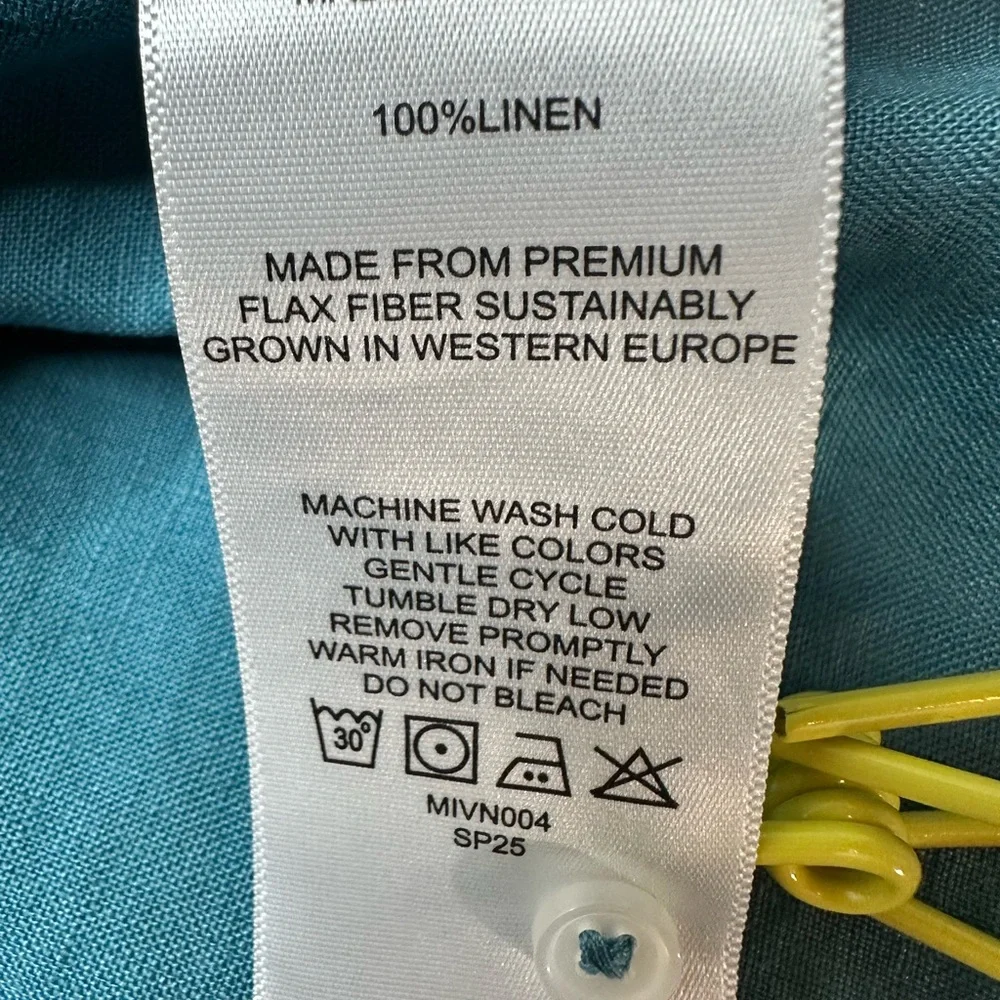 100%LINEN
MADE FROM PREMIUM
FLAX FIBER SUSTAINABLY
GROWN IN WESTERN EUROPE
MACHINE WASH COLD
WITH LIKE COLORS
GENTLE CYCLE
TUMBLE DRY LOW
REMOVE PROMPTLY
WARM IRON IF NEEDED
DO NOT BLEACH
30°
MIVN004
SP25